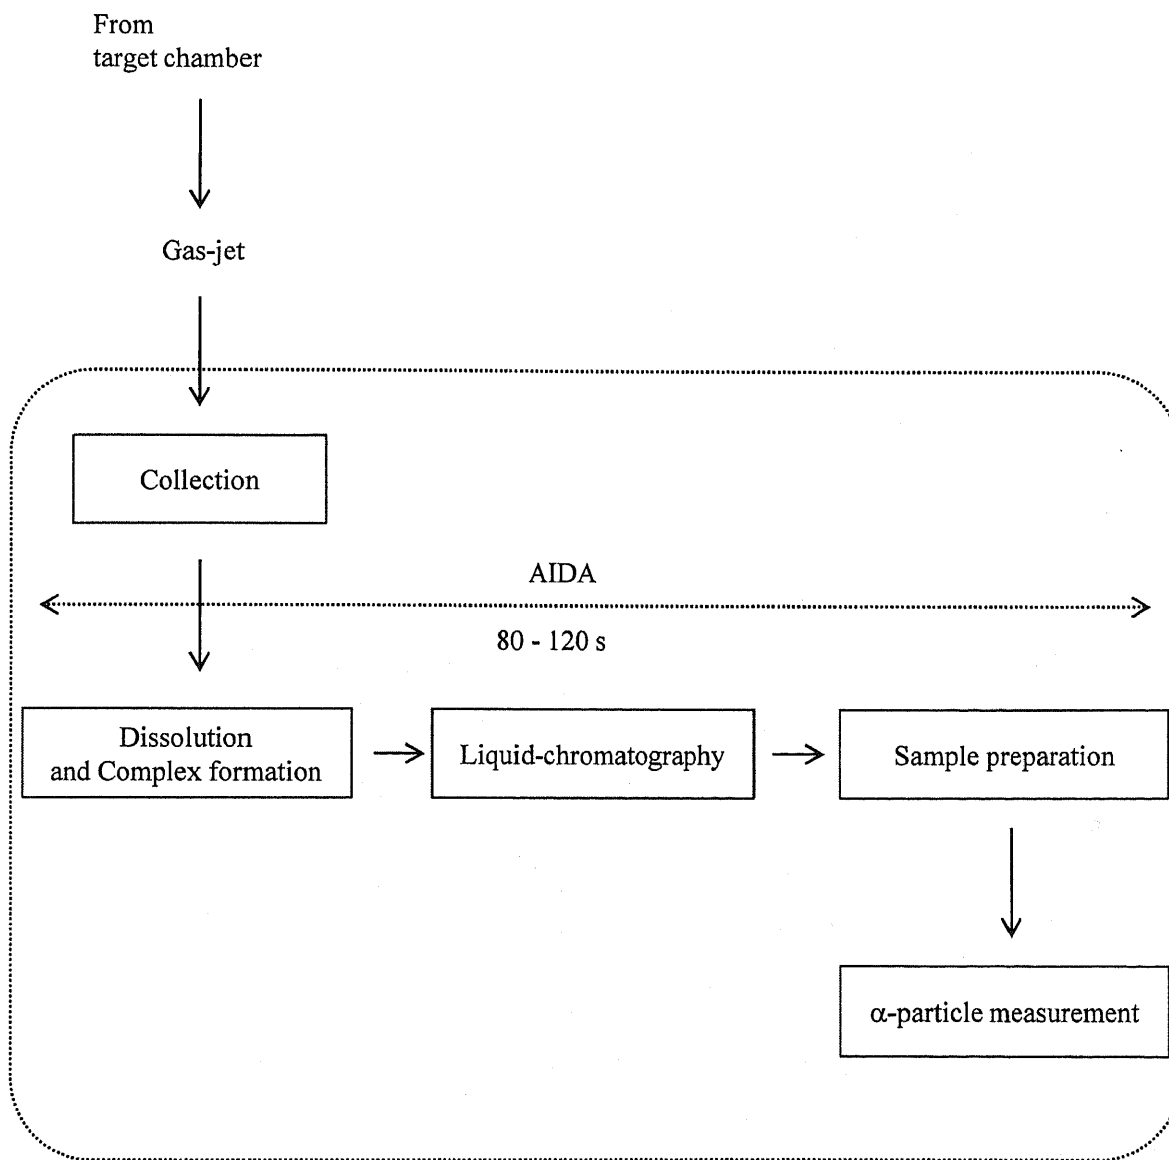 From
target chamber
Gas-jet
Collection
AIDA
80 - 120 s
Dissolution
and Complex formation
Liquid-chromatography
Sample preparation
α-particle measurement